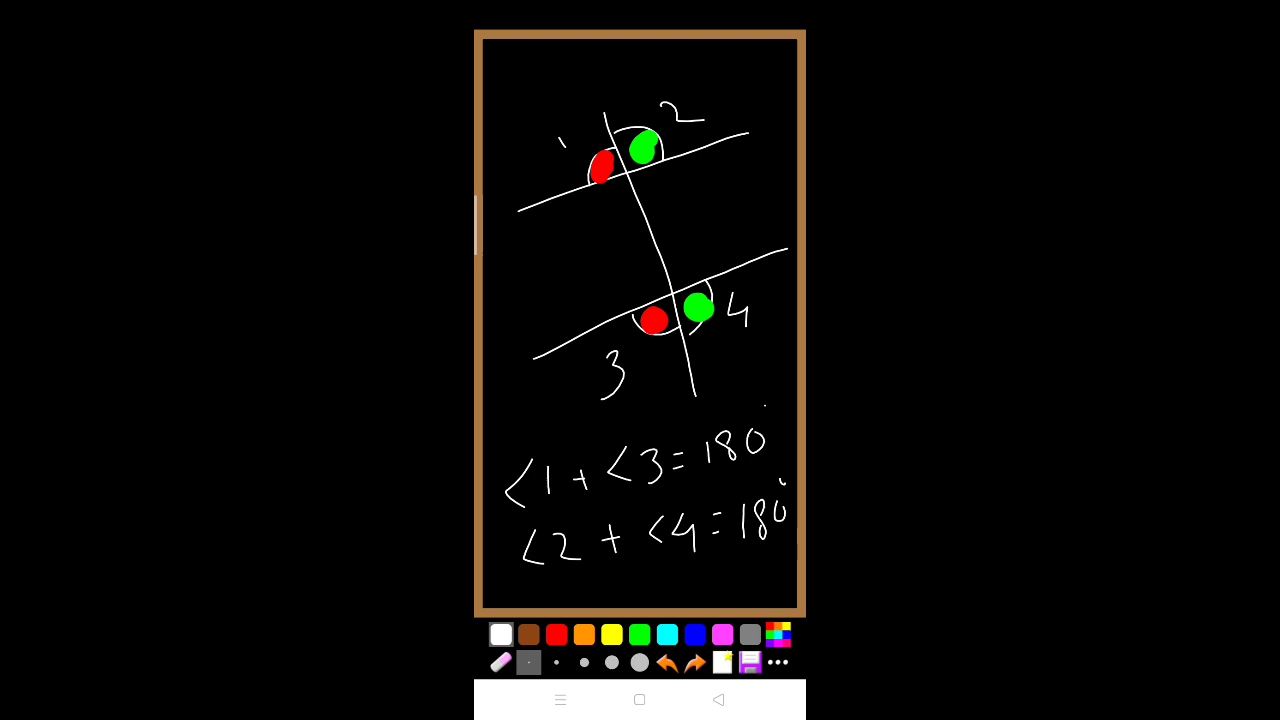 1 2
4
3
<1 + <3 = 180°
<2 + <4 = 180°